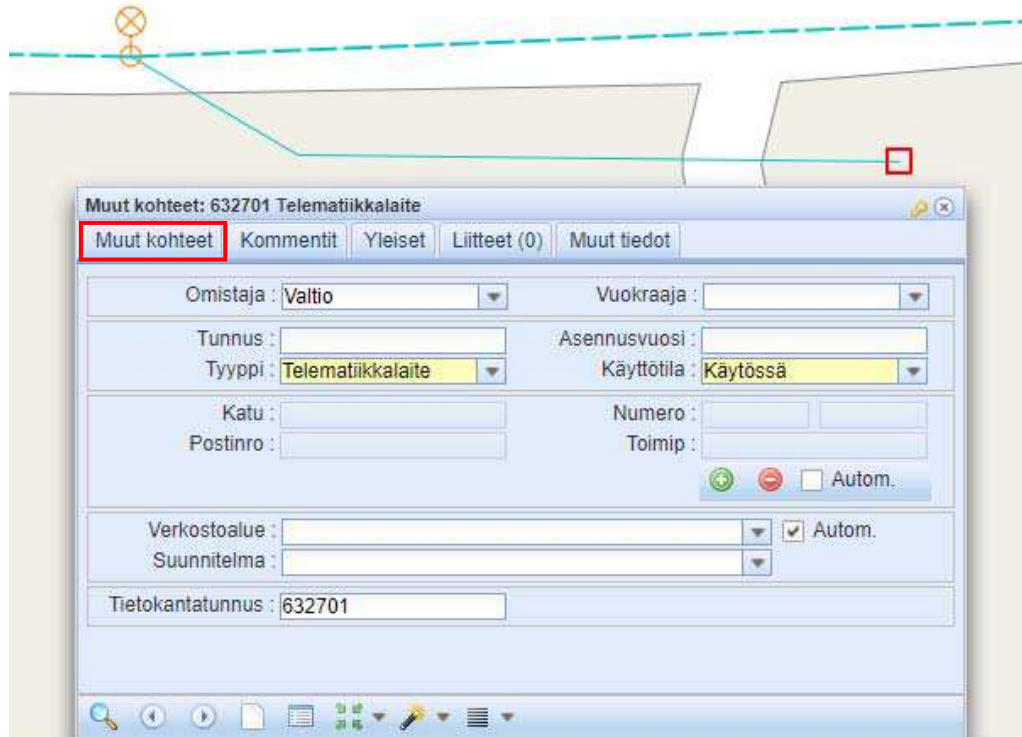 Muut kohteet: 632701 Telematiikkalaite
Muut kohteet Kommentit Yleiset Liitteet (0) Muut tiedot
Omistaja : Valtio Vuokraaja :
Tunnus : Asennusvuosi :
Tyyppi : Telematiikkalaite Käyttötila : Käytössä
Katu : Numero :
Postinro : Toimip :
Autom.
Verkostoalue : Autom.
Suunnitelma :
Tietokantatunnus : 632701